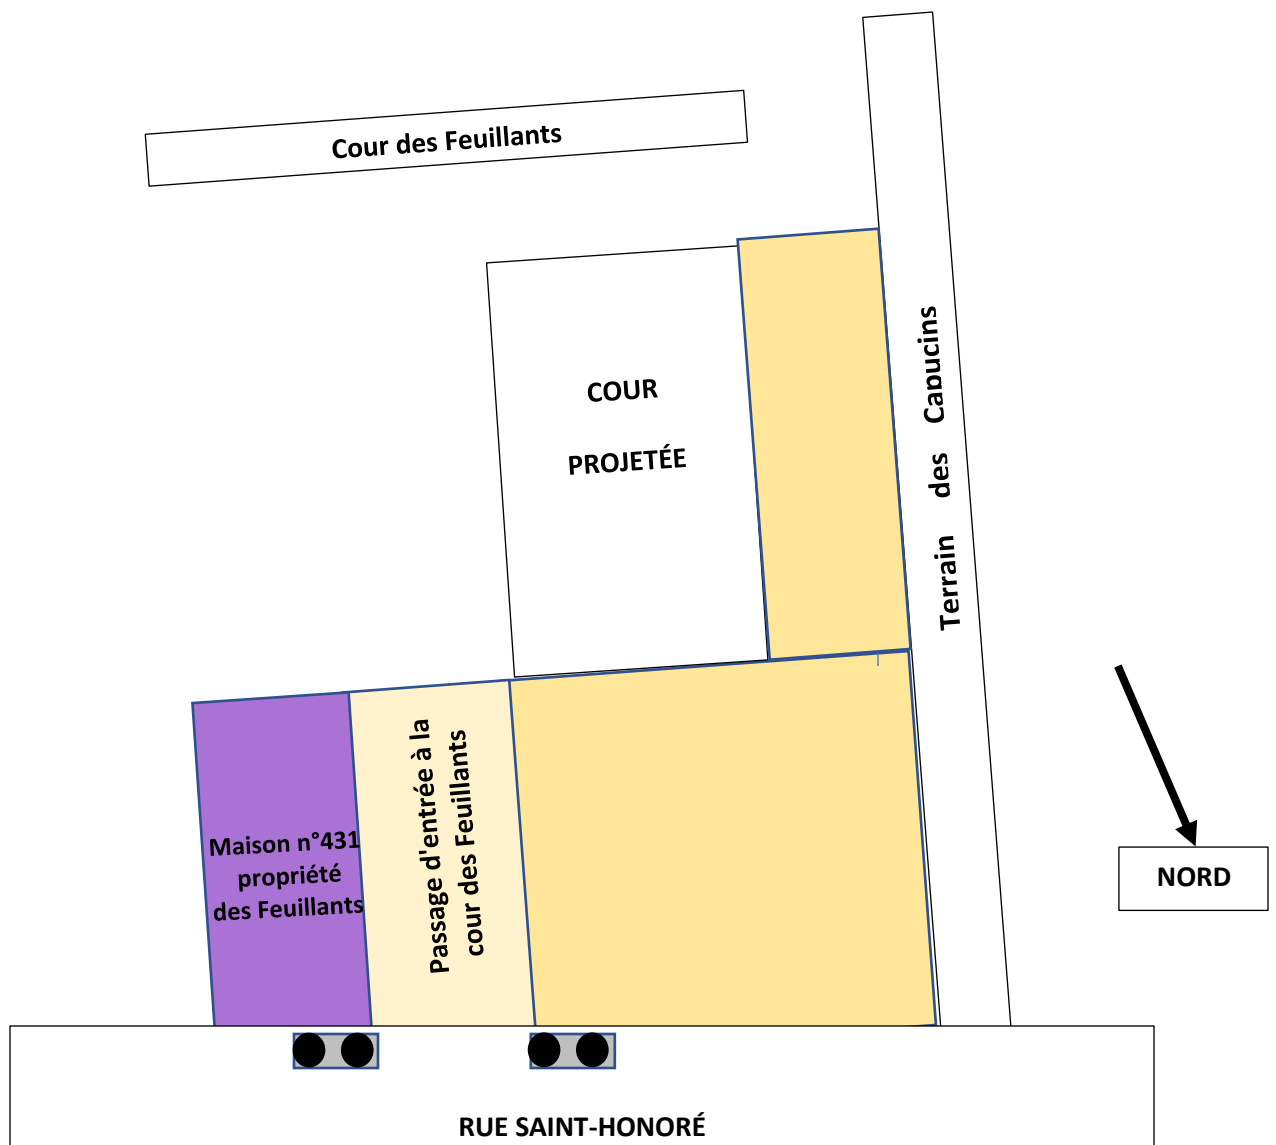 Cour des Feuillants
COUR
PROJETÉE
Terrain des Capucins
Maison n°431
propriété
des Feuillants
Passage d'entrée à la
cour des Feuillants
NORD
RUE SAINT-HONORÉ